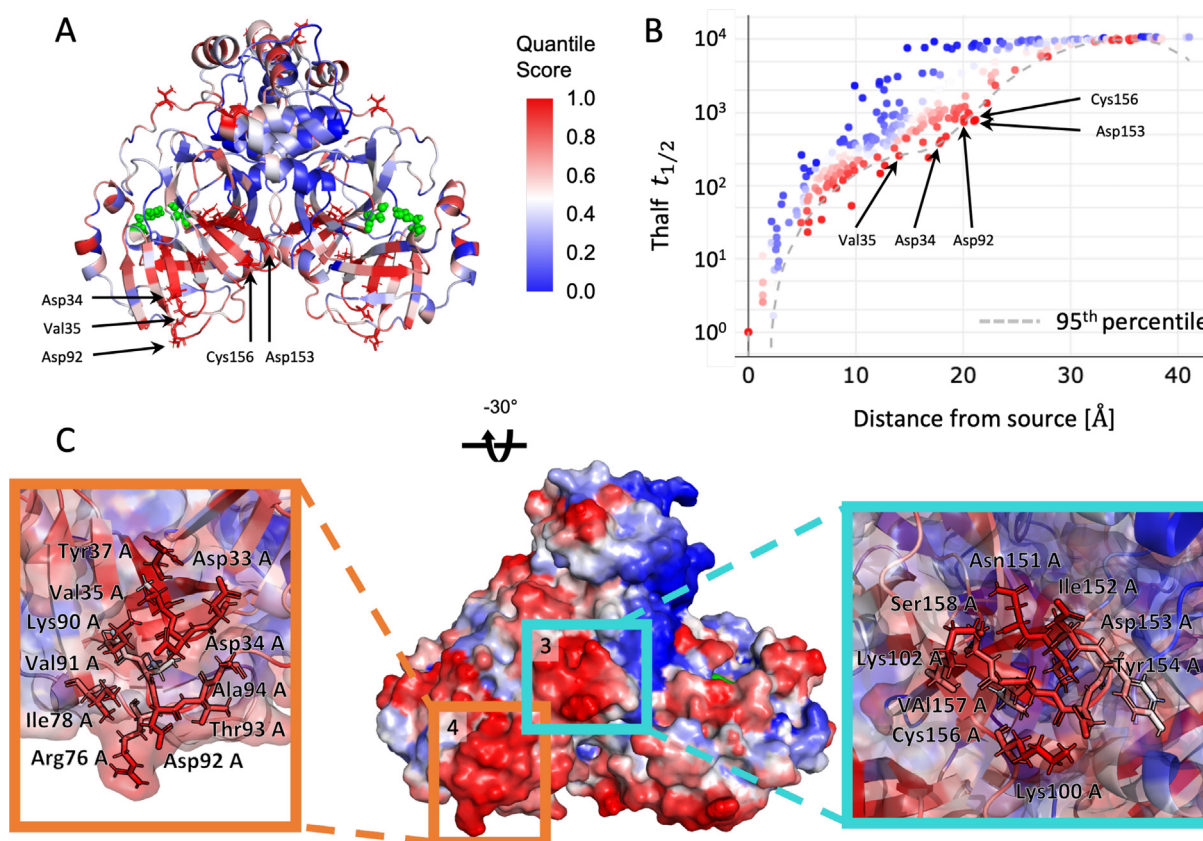 A
Quantile
Score
1.0
0.8
0.6
0.4
0.2
0.0
Asp34
Val35
Asp92
Cys156
Asp153
B
Thalf t1/2
10⁴
10³
10²
10¹
10⁰
Cys156
Asp153
Val35
Asp34
Asp92
95th percentile
0
10
20
30
40
Distance from source [Å]
C
-30°
Tyr37 A
Asp33 A
Val35 A
Lys90 A
Asp34 A
Val91 A
Ala94 A
Ile78 A
Thr93 A
Arg76 A
Asp92 A
3
4
Asn151 A
Ile152 A
Ser158 A
Asp153 A
Lys102 A
Tyr154 A
VAl157 A
Cys156 A
Lys100 A